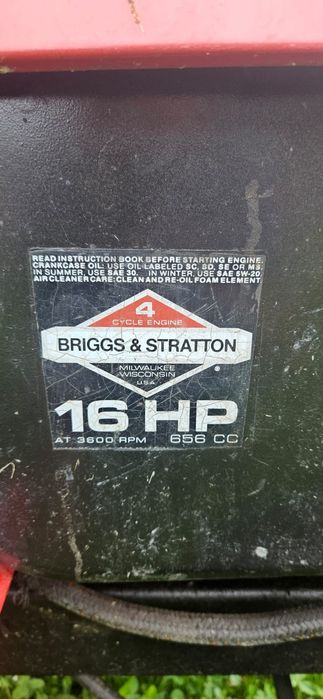 READ INSTRUCTION BOOK BEFORE STARTING ENGINE.
CRANKCASE OIL: USE OIL LABELED SC, SD, SE OR MS.
IN SUMMER, USE SAE 30. IN WINTER, USE SAE 5W-20.
AIR CLEANER CARE: CLEAN AND RE-OIL FOAM ELEMENT
4
CYCLE ENGINE
BRIGGS & STRATTON
MILWAUKEE
WISCONSIN
U.S.A.
®
16 HP
AT 3600 RPM 656 CC